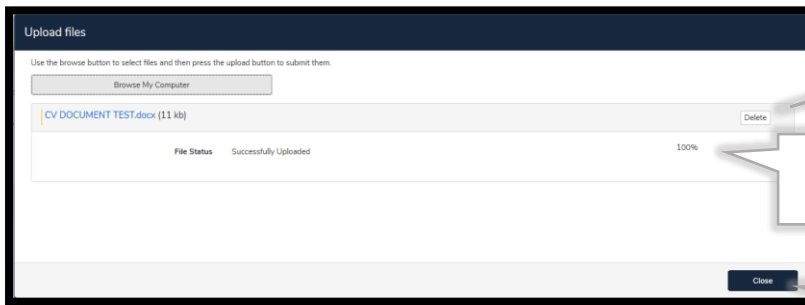 Upload files
Use the browse button to select files and then press the upload button to submit them.
Browse My Computer
CV DOCUMENT TEST.docx (11 kb) Delete
File Status Successfully Uploaded 100%
Close